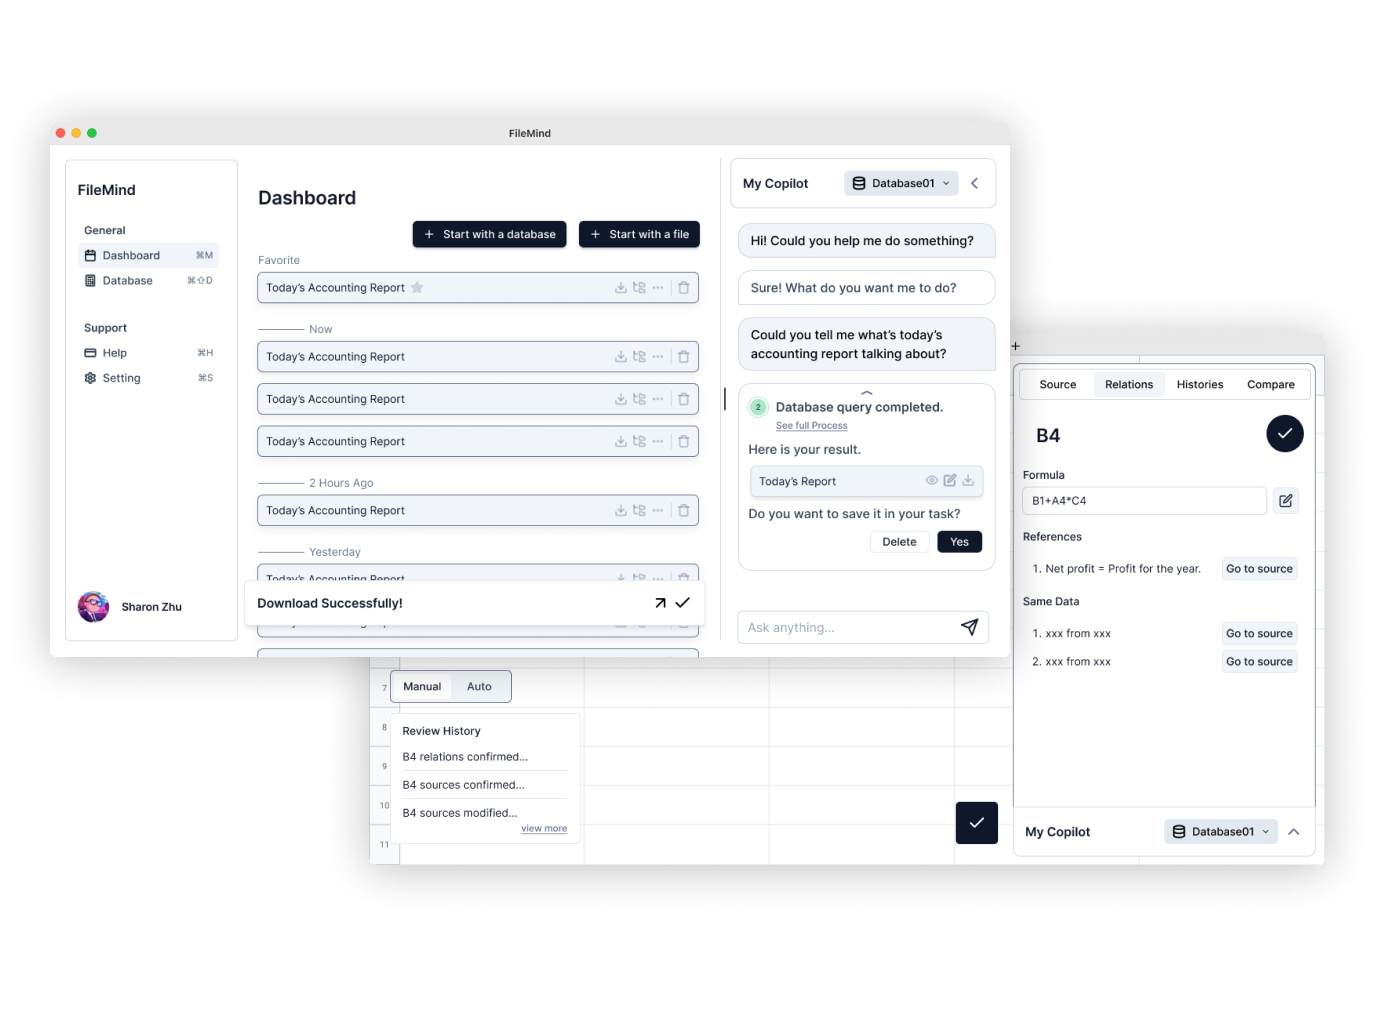 FileMind
FileMind
General
Dashboard ⌘M
Database ⌘⇧D
Support
Help ⌘H
Setting ⌘S
Sharon Zhu
Dashboard
+ Start with a database
+ Start with a file
Favorite
Today's Accounting Report
Now
Today's Accounting Report
Today's Accounting Report
Today's Accounting Report
2 Hours Ago
Today's Accounting Report
Yesterday
Today's Accounting Report
Download Successfully!
My Copilot
Database01
Hi! Could you help me do something?
Sure! What do you want me to do?
Could you tell me what's today's
accounting report talking about?
2
Database query completed.
See full Process
Here is your result.
Today's Report
Do you want to save it in your task?
Delete
Yes
Ask anything...
+
Source
Relations
Histories
Compare
B4
Formula
B1+A4*C4
References
1. Net profit = Profit for the year.
Go to source
Same Data
1. xxx from xxx
Go to source
2. xxx from xxx
Go to source
My Copilot
Database01
7
8
9
10
11
Manual
Auto
Review History
B4 relations confirmed...
B4 sources confirmed...
B4 sources modified...
view more